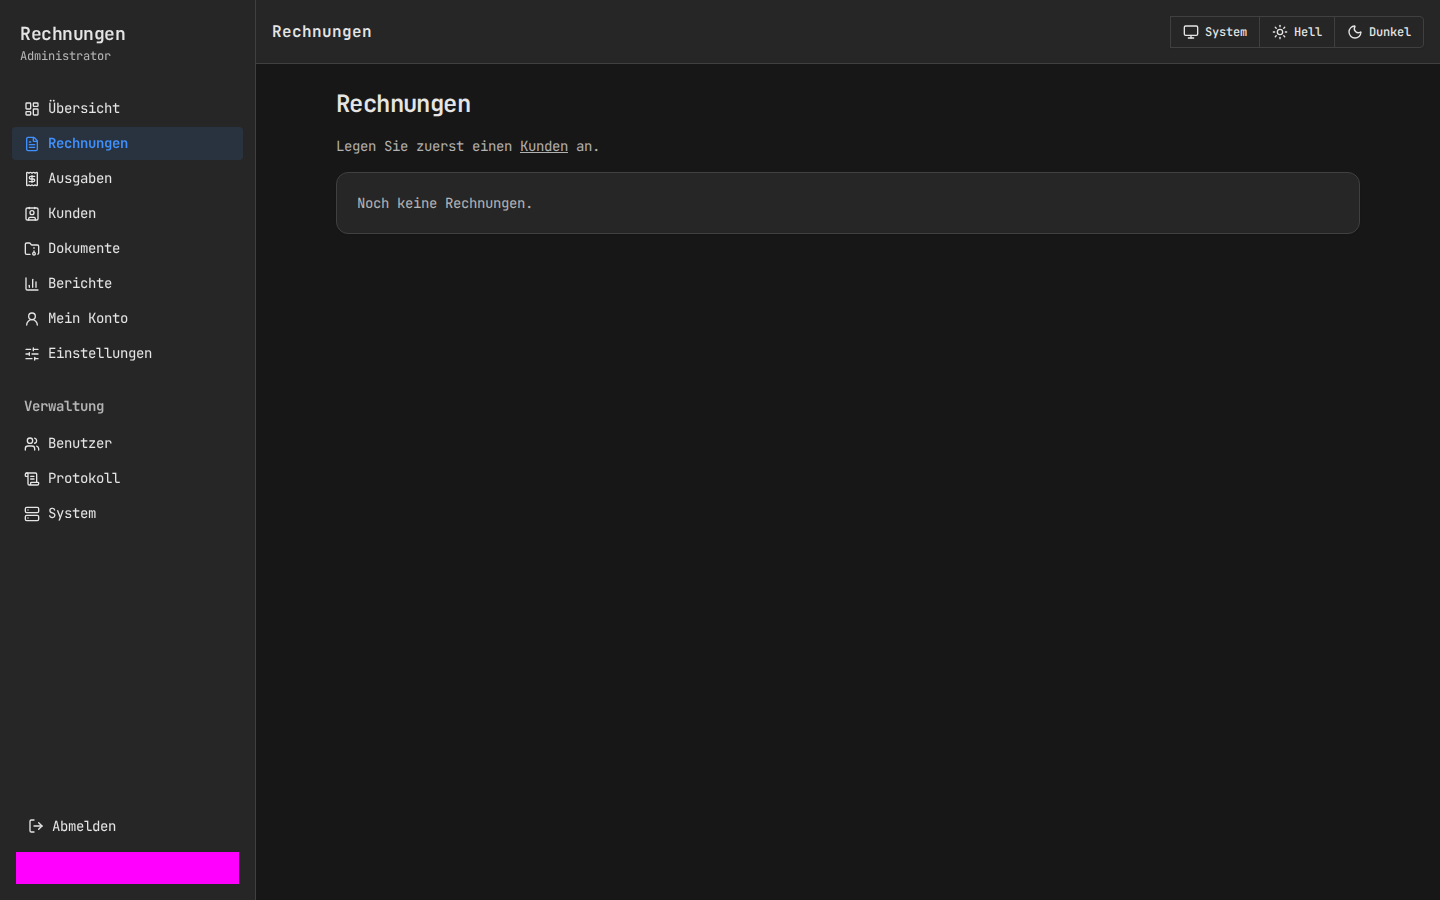 Rechnungen
Administrator
Übersicht
Rechnungen
Ausgaben
Kunden
Dokumente
Berichte
Mein Konto
Einstellungen
Verwaltung
Benutzer
Protokoll
System
Abmelden
Rechnungen
System
Hell
Dunkel
Rechnungen
Legen Sie zuerst einen Kunden an.
Noch keine Rechnungen.